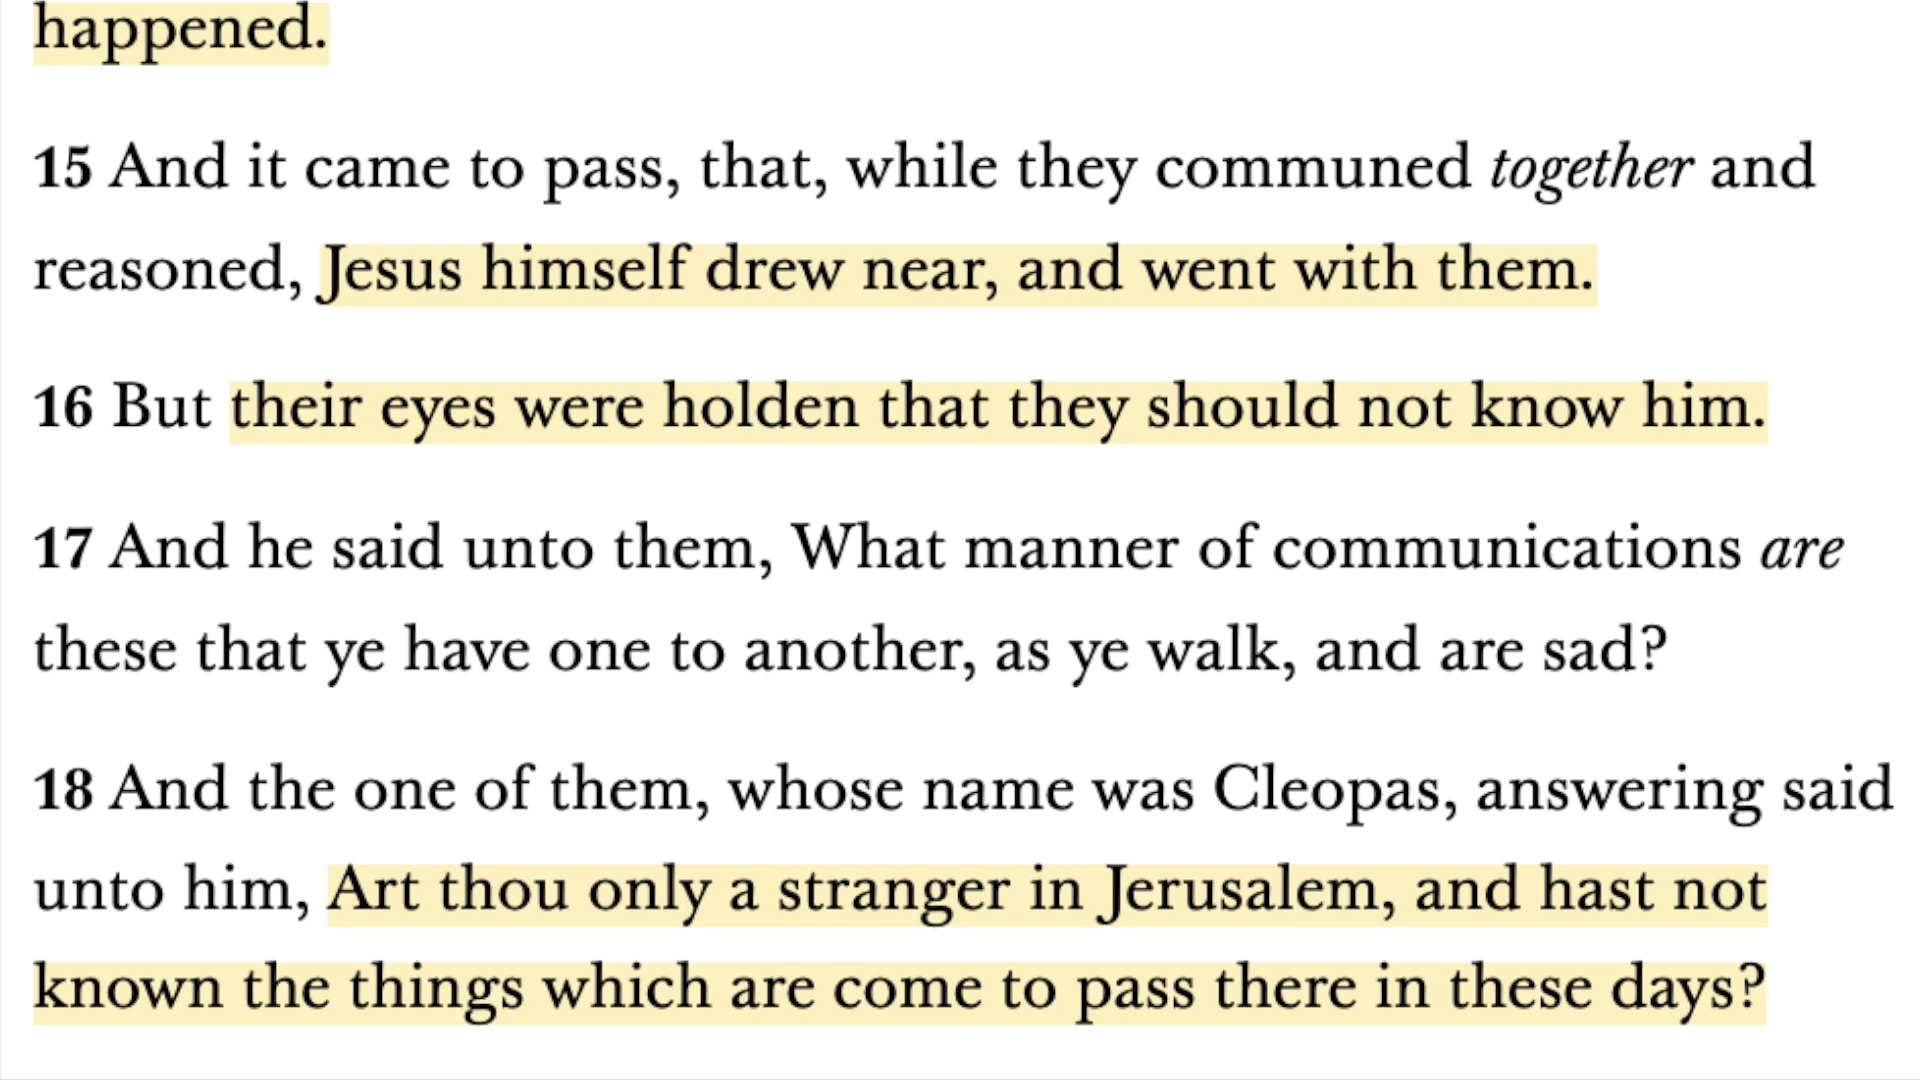 happened.
15 And it came to pass, that, while they communed together and
reasoned, Jesus himself drew near, and went with them.
16 But their eyes were holden that they should not know him.
17 And he said unto them, What manner of communications are
these that ye have one to another, as ye walk, and are sad?
18 And the one of them, whose name was Cleopas, answering said
unto him, Art thou only a stranger in Jerusalem, and hast not
known the things which are come to pass there in these days?